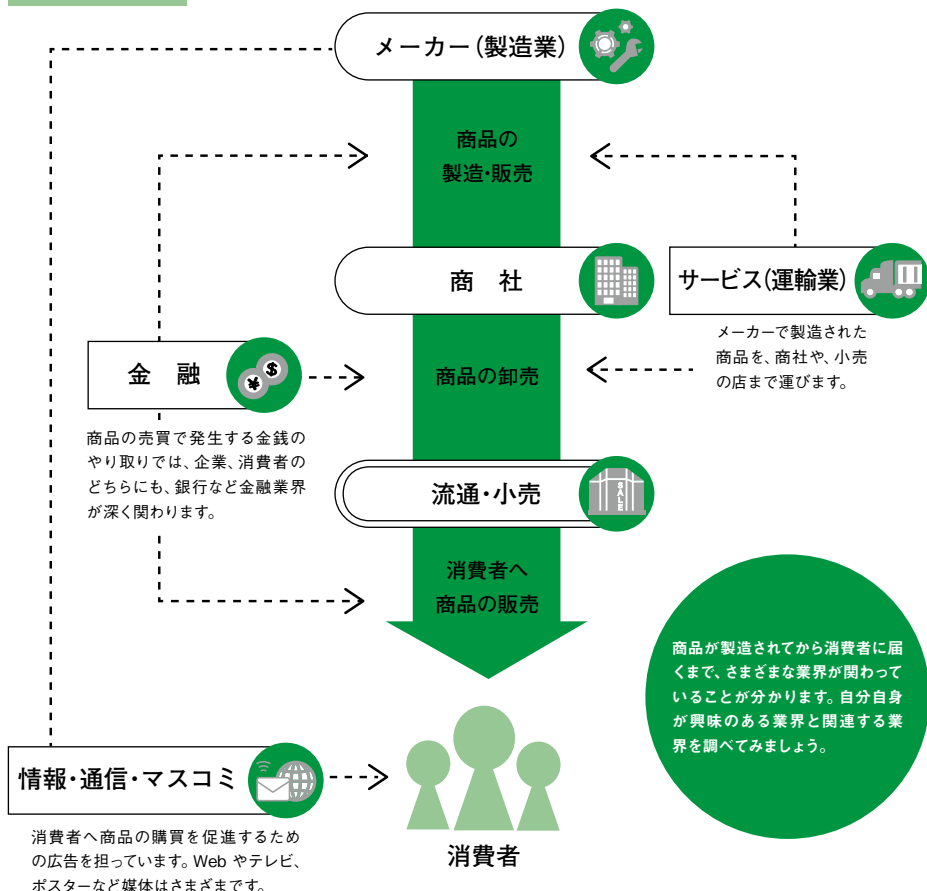 メーカー(製造業)
商品の
製造・販売
商 社
サービス(運輸業)
メーカーで製造された
商品を、商社や、小売
の店まで運びます。
金 融
¥ $
商品の卸売
商品の売買で発生する金銭の
やり取りでは、企業、消費者の
どちらにも、銀行など金融業界
が深く関わります。
流通・小売
SALE
消費者へ
商品の販売
商品が製造されてから消費者に届
くまで、さまざまな業界が関わって
いることが分かります。自分自身
が興味のある業界と関連する業
界を調べてみましょう。
情報・通信・マスコミ
消費者へ商品の購買を促進するため
の広告を担っています。Web やテレビ、
ポスターなど媒体はさまざまです。
消費者